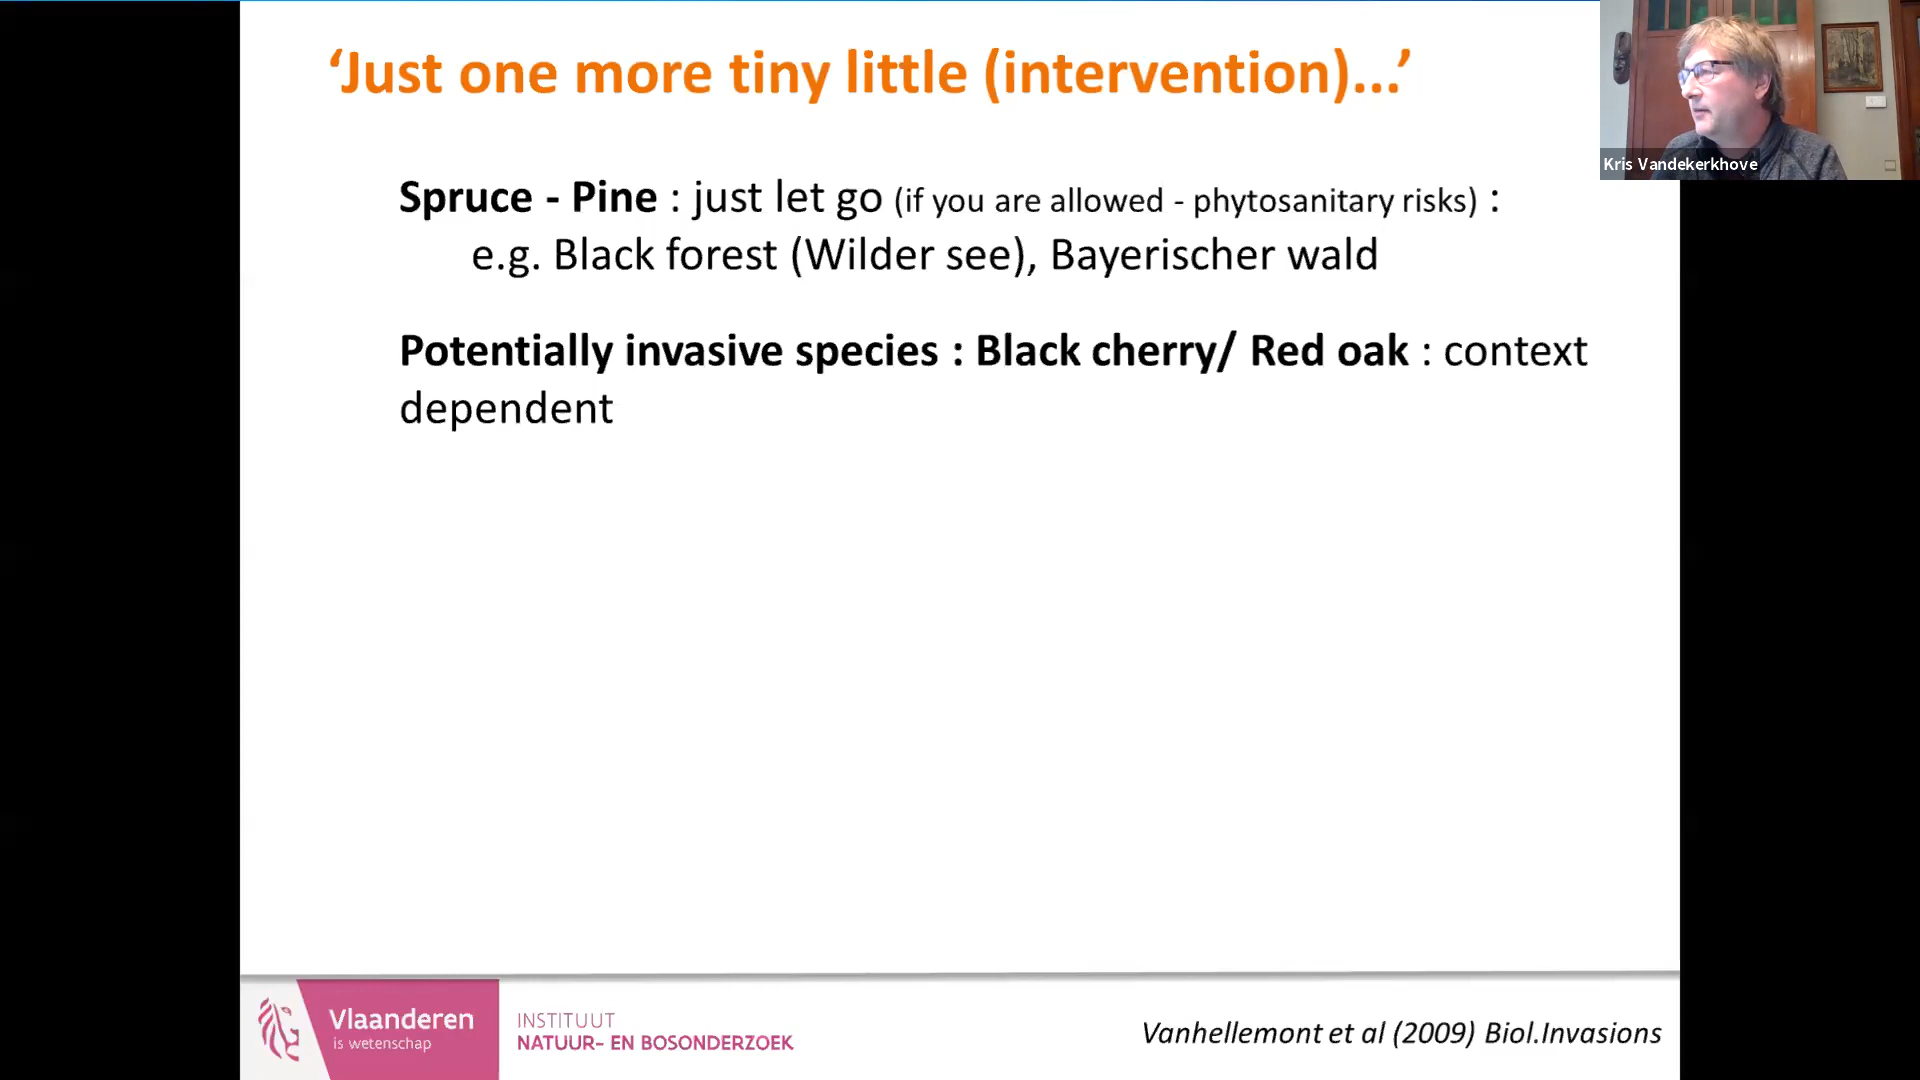 ‘Just one more tiny little (intervention)...’
Kris Vandekerkhove
Spruce - Pine : just let go (if you are allowed - phytosanitary risks) :
e.g. Black forest (Wilder see), Bayerischer wald
Potentially invasive species : Black cherry/ Red oak : context
dependent
Vlaanderen
is wetenschap
INSTITUUT
NATUUR- EN BOSONDERZOEK
Vanhellemont et al (2009) Biol.Invasions